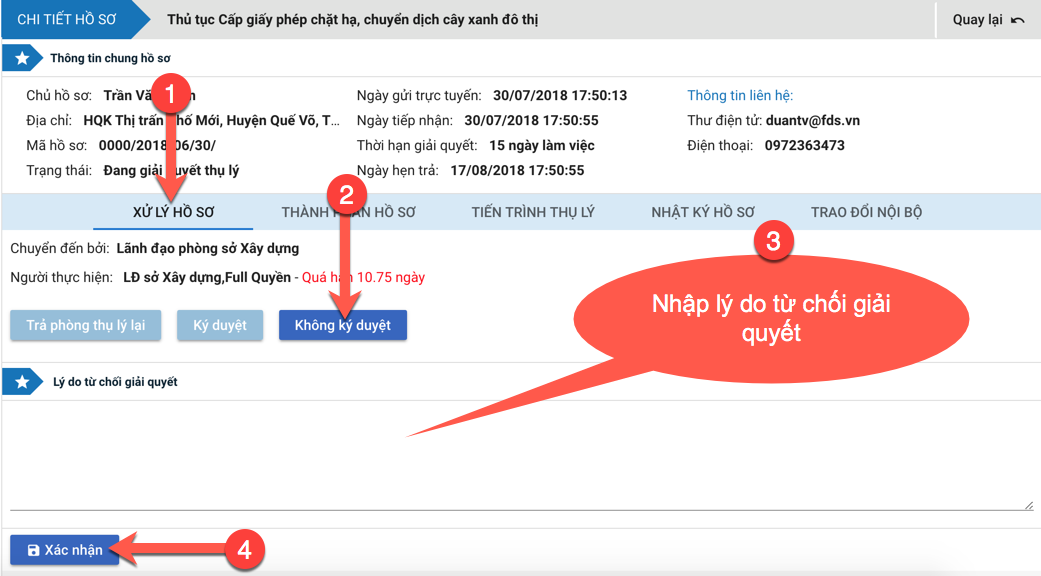 CHI TIẾT HỒ SƠ Thủ tục Cấp giấy phép chặt hạ, chuyển dịch cây xanh đô thị Quay lại
Thông tin chung hồ sơ
Chủ hồ sơ: Trần
Ngày gửi trực tuyến: 30/07/2018 17:50:13
Thông tin liên hệ:
1
Địa chỉ: HQK Thị trấn Phố Mới, Huyện Quế Võ, T...
Ngày tiếp nhận: 30/07/2018 17:50:55
Thư điện tử: duantv@fds.vn
Mã hồ sơ: 0000/2018/06/30/
Thời hạn giải quyết: 15 ngày làm việc
Điện thoại: 0972363473
Trạng thái: Đang giải quyết thụ lý
Ngày hẹn trả: 17/08/2018 17:50:55
2
XỬ LÝ HỒ SƠ THÀNH PHẦN HỒ SƠ TIẾN TRÌNH THỤ LÝ NHẬT KÝ HỒ SƠ TRAO ĐỔI NỘI BỘ
3
Chuyển đến bởi: Lãnh đạo phòng sở Xây dựng
Người thực hiện: LĐ sở Xây dựng,Full Quyền - Quá hạn 10.75 ngày
Nhập lý do từ chối giải
quyết
Trả phòng thụ lý lại Ký duyệt Không ký duyệt
Lý do từ chối giải quyết
Xác nhận
4